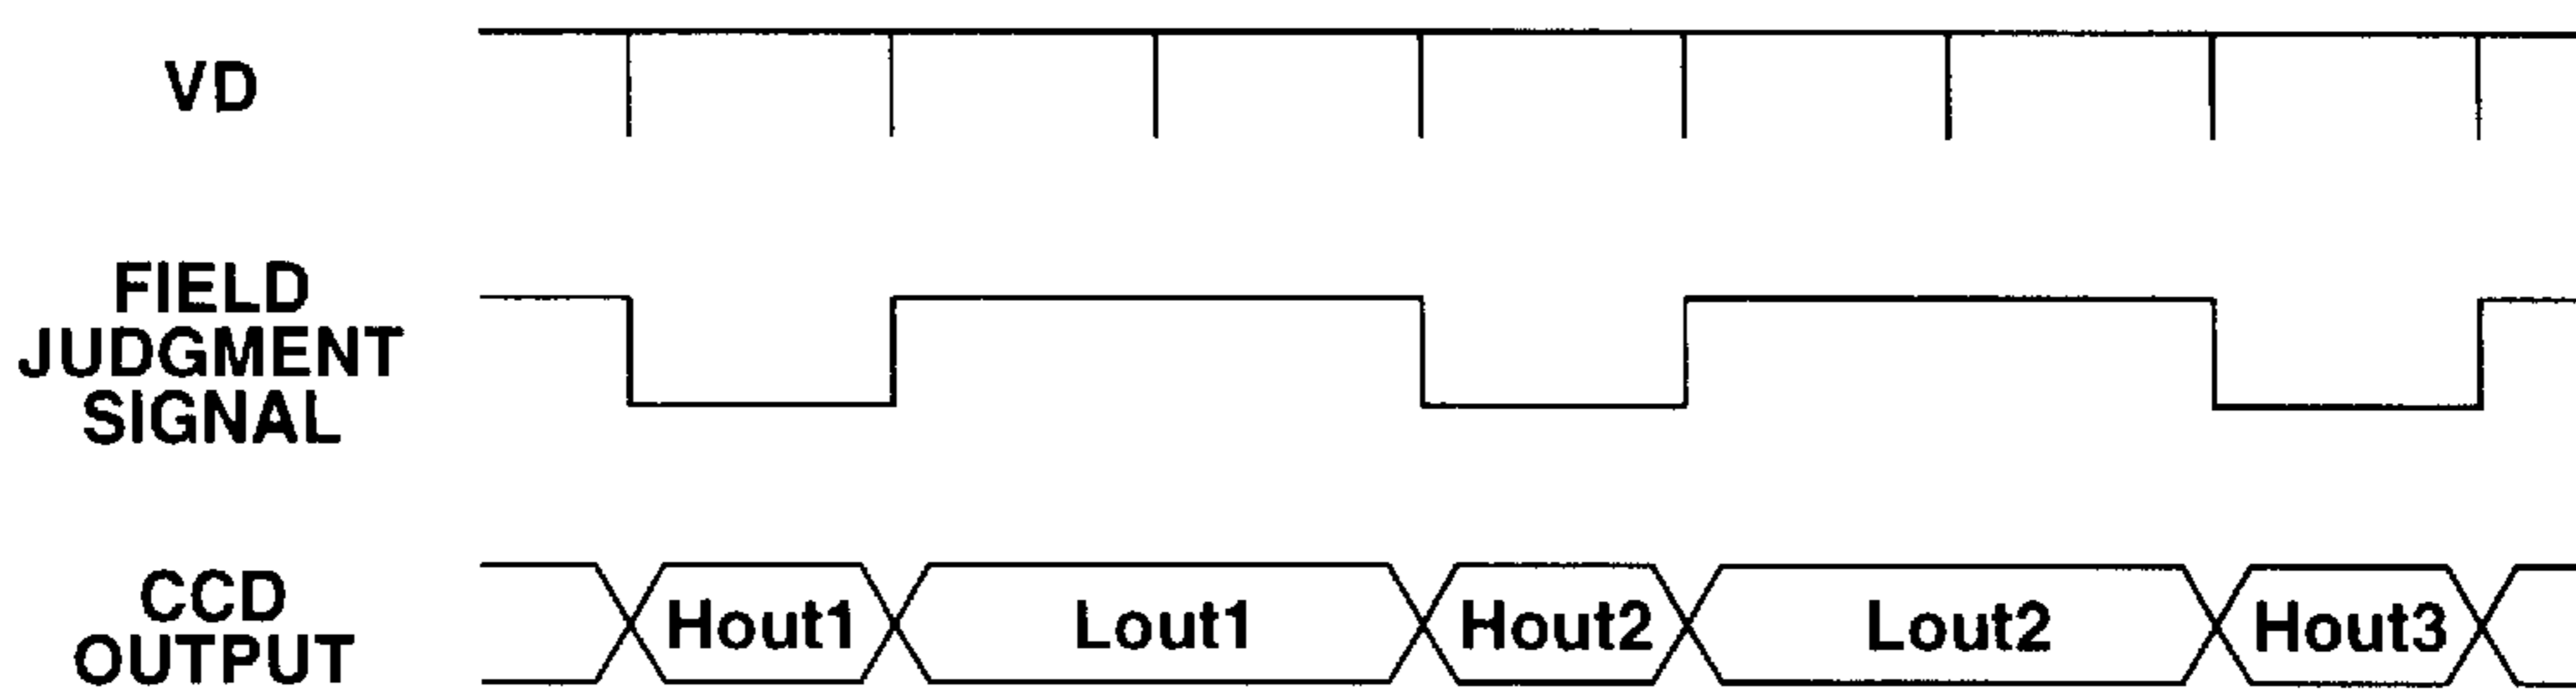 VD
FIELD
JUDGMENT
SIGNAL
CCD
OUTPUT
Hout1 Lout1 Hout2 Lout2 Hout3